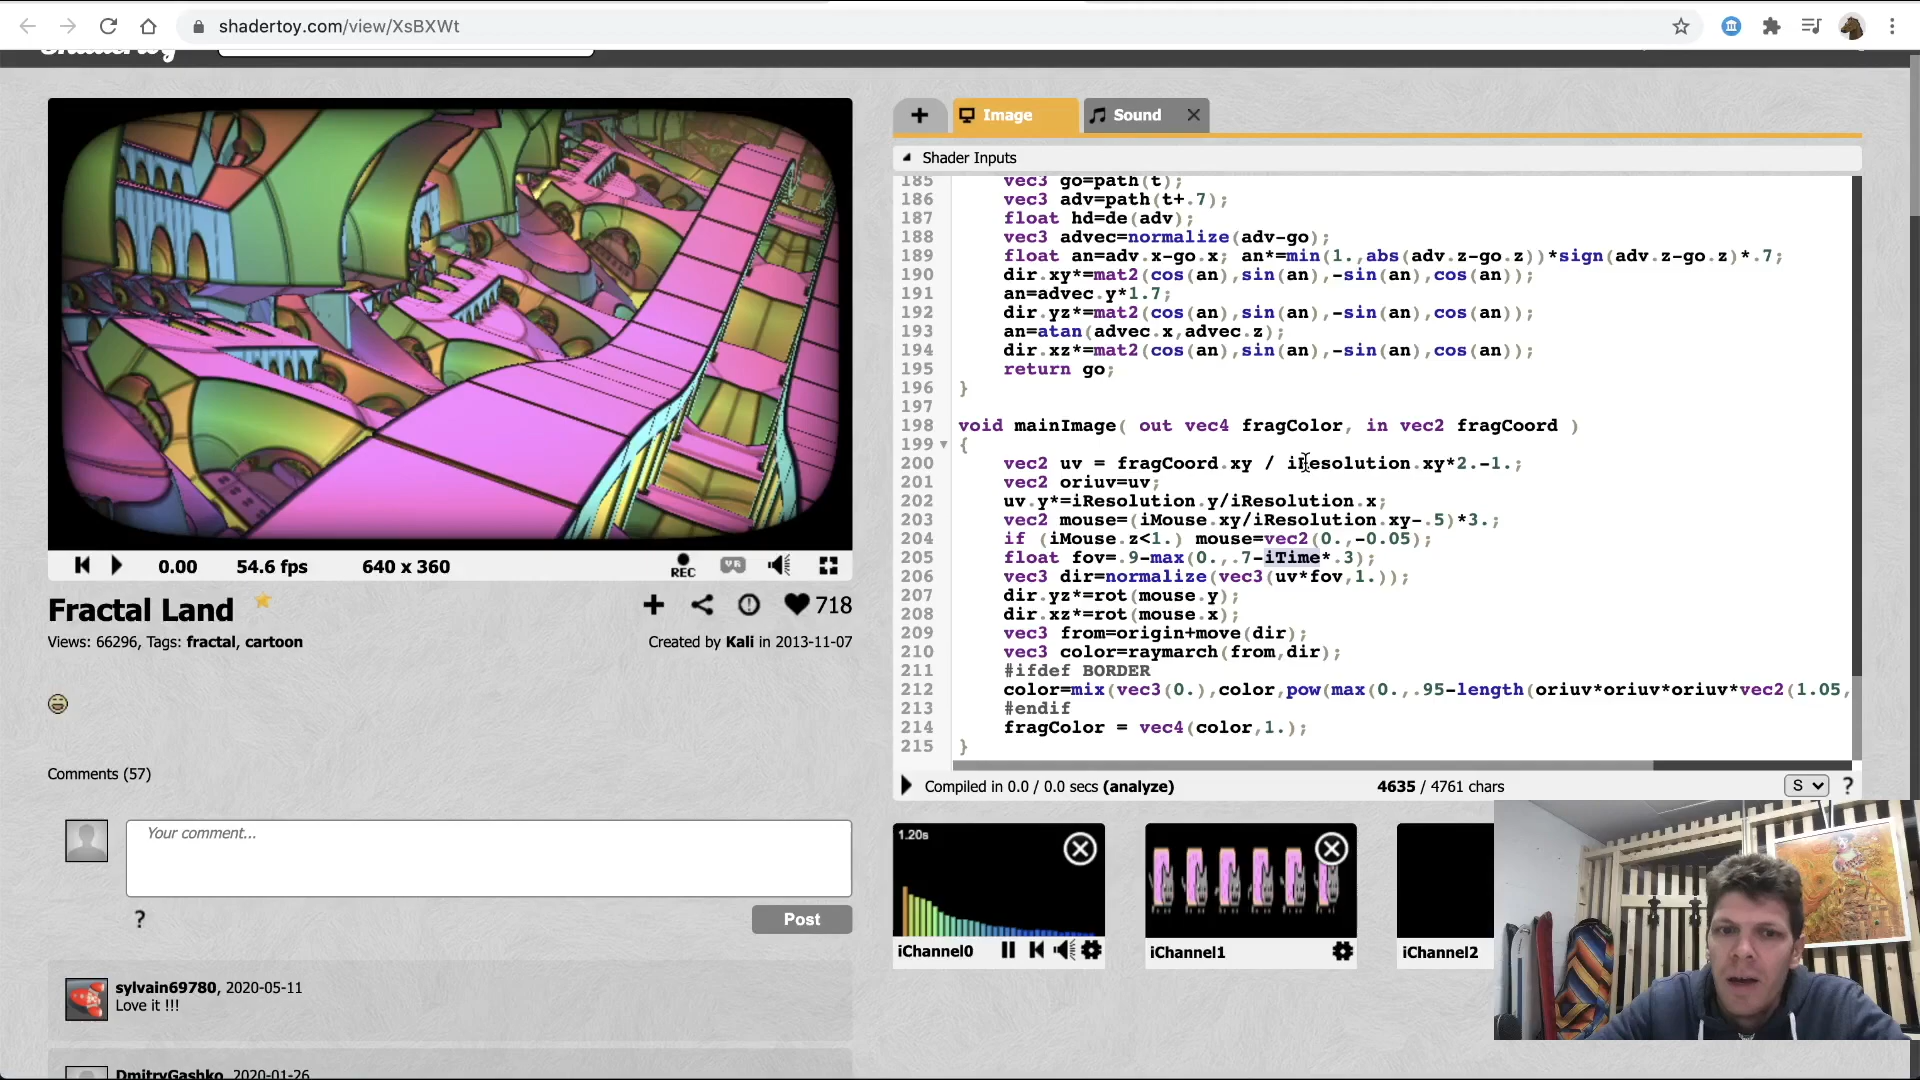 shadertoy.com/view/XsBXWt
Image
Sound
Shader Inputs
185 vec3 go=path(t);
186 vec3 adv=path(t+.7);
187 float hd=de(adv);
188 vec3 advec=normalize(adv-go);
189 float an=adv.x-go.x; an*=min(1.,abs(adv.z-go.z))*sign(adv.z-go.z)*.7;
190 dir.xy*=mat2(cos(an),sin(an),-sin(an),cos(an));
191 an=advec.y*1.7;
192 dir.yz*=mat2(cos(an),sin(an),-sin(an),cos(an));
193 an=atan(advec.x,advec.z);
194 dir.xz*=mat2(cos(an),sin(an),-sin(an),cos(an));
195 return go;
196 }
197
198 void mainImage( out vec4 fragColor, in vec2 fragCoord )
199 {
200 vec2 uv = fragCoord.xy / iResolution.xy*2.-1.;
201 vec2 oriuv=uv;
202 uv.y*=iResolution.y/iResolution.x;
203 vec2 mouse=(iMouse.xy/iResolution.xy-.5)*3.;
204 if (iMouse.z<1.) mouse=vec2(0.,-0.05);
205 float fov=.9-max(0.,.7-iTime*.3);
206 vec3 dir=normalize(vec3(uv*fov,1.));
207 dir.yz*=rot(mouse.y);
208 dir.xz*=rot(mouse.x);
209 vec3 from=origin+move(dir);
210 vec3 color=raymarch(from,dir);
211 #ifdef BORDER
212 color=mix(vec3(0.),color,pow(max(0.,.95-length(oriuv*oriuv*oriuv*vec2(1.05,
213 #endif
214 fragColor = vec4(color,1.);
215 }
Compiled in 0.0 / 0.0 secs (analyze)
4635 / 4761 chars
S
?
0.00
54.6 fps
640 x 360
REC
VR
Fractal Land
718
Views: 66296, Tags: fractal, cartoon
Created by Kali in 2013-11-07
Comments (57)
Your comment...
?
Post
sylvain69780, 2020-05-11
Love it !!!
DmitryGashko, 2020-01-26
1.20s
iChannel0
iChannel1
iChannel2